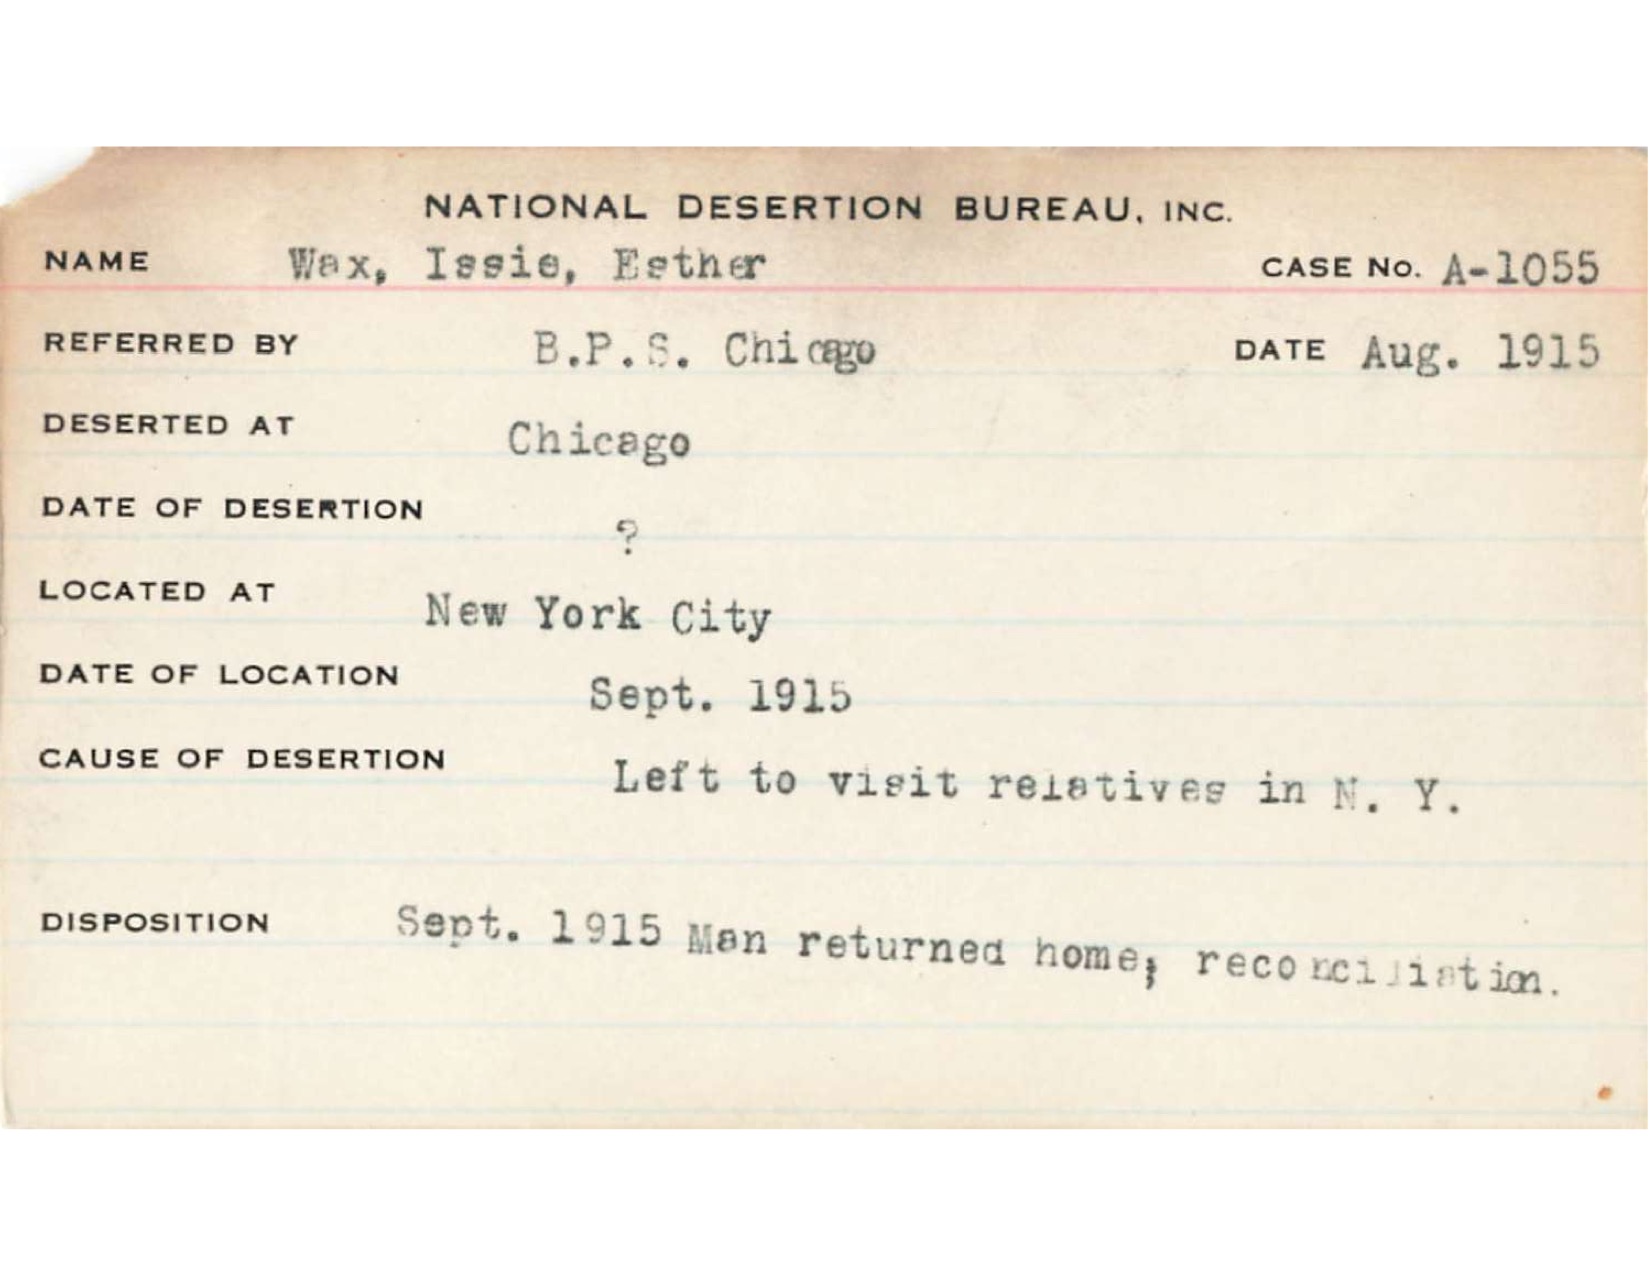 NATIONAL DESERTION BUREAU, INC.
NAME Wax, Issie, Esther CASE No. A-1055
REFERRED BY B.P.S. Chicago DATE Aug. 1915
DESERTED AT Chicago
DATE OF DESERTION ?
LOCATED AT New York City
DATE OF LOCATION Sept. 1915
CAUSE OF DESERTION Left to visit relatives in N. Y.
DISPOSITION Sept. 1915 Man returned home; reconciliation.